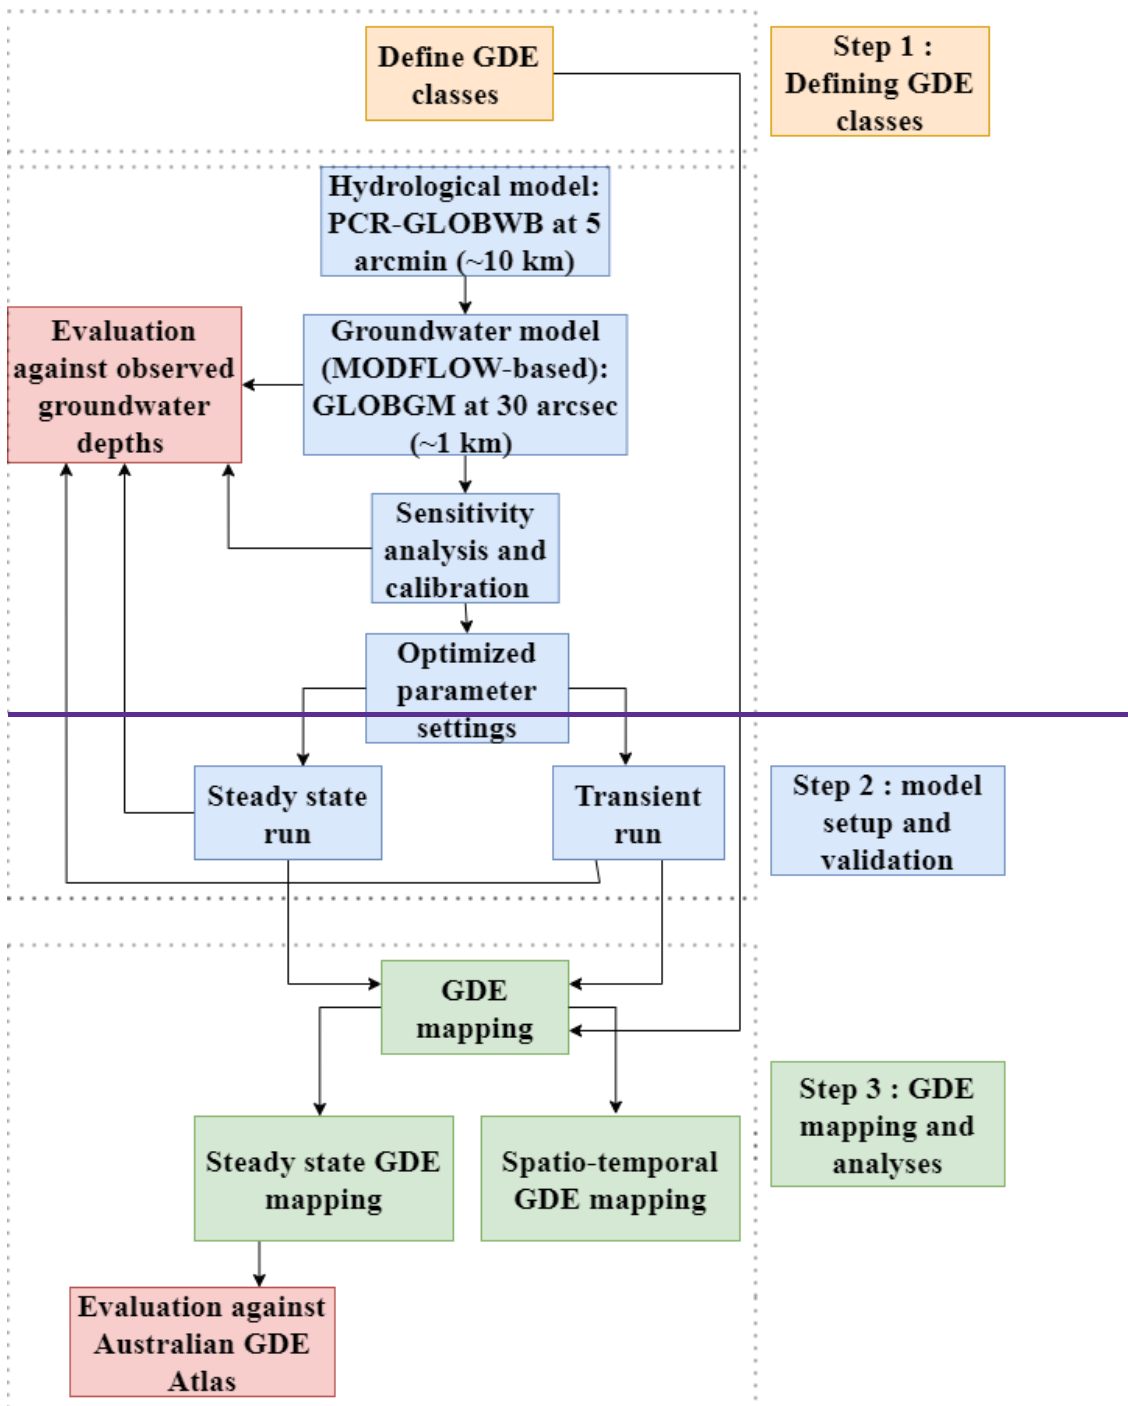 Define GDE
classes
Step 1 :
Defining GDE
classes
Hydrological model:
PCR-GLOBWB at 5
arcmin (~10 km)
Evaluation
against observed
groundwater
depths
Groundwater model
(MODFLOW-based):
GLOBGM at 30 arcsec
(~1 km)
Sensitivity
analysis and
calibration
Optimized
parameter
settings
Steady state
run
Transient
run
Step 2 : model
setup and
validation
GDE
mapping
Step 3 : GDE
mapping and
analyses
Steady state GDE
mapping
Spatio-temporal
GDE mapping
Evaluation against
Australian GDE
Atlas